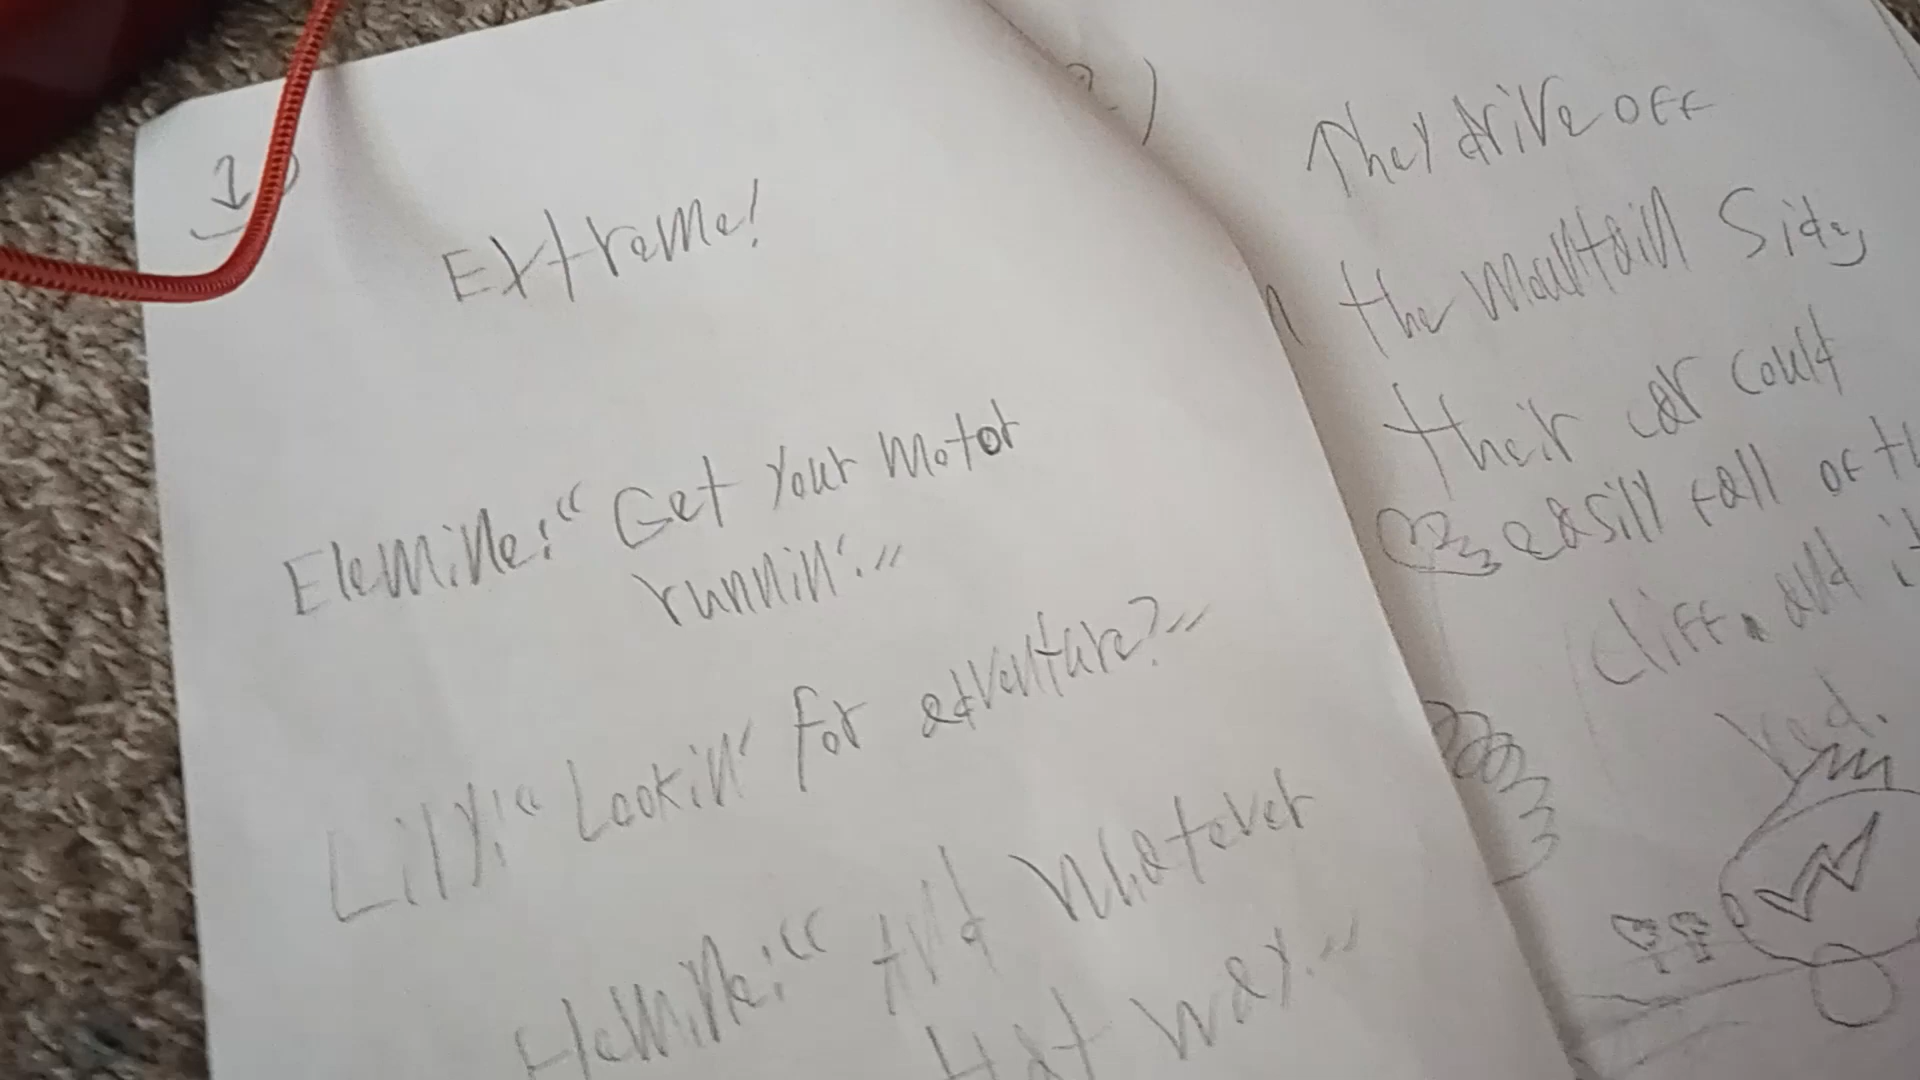 1)
Extreme!
Elemine: "Get your motor
runnin'."
Lily: "Lookin' for adventure?"
Elemine: "And whatever
way."
2)
They drive off
the mountain side,
their car could
easily fall of
cliff. and